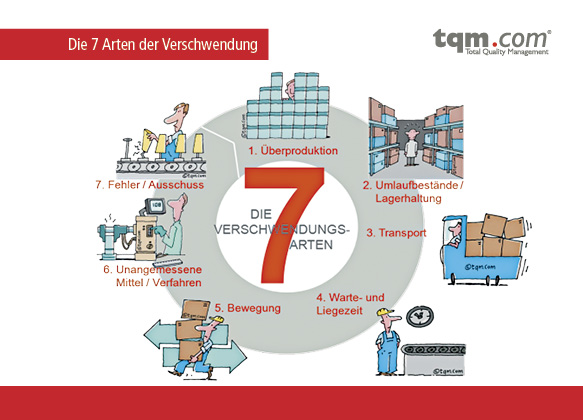 Die 7 Arten der Verschwendung
tqm.com®
Total Quality Management
©tqm.com
1. Überproduktion
©tqm.com
7. Fehler / Ausschuss
2. Umlaufbestände /
Lagerhaltung
7
DIE
VERSCHWENDUNGS-
ARTEN
3. Transport
©tqm.com
6. Unangemessene
Mittel / Verfahren
4. Warte- und
Liegezeit
5. Bewegung
©tqm.com
©tqm.com